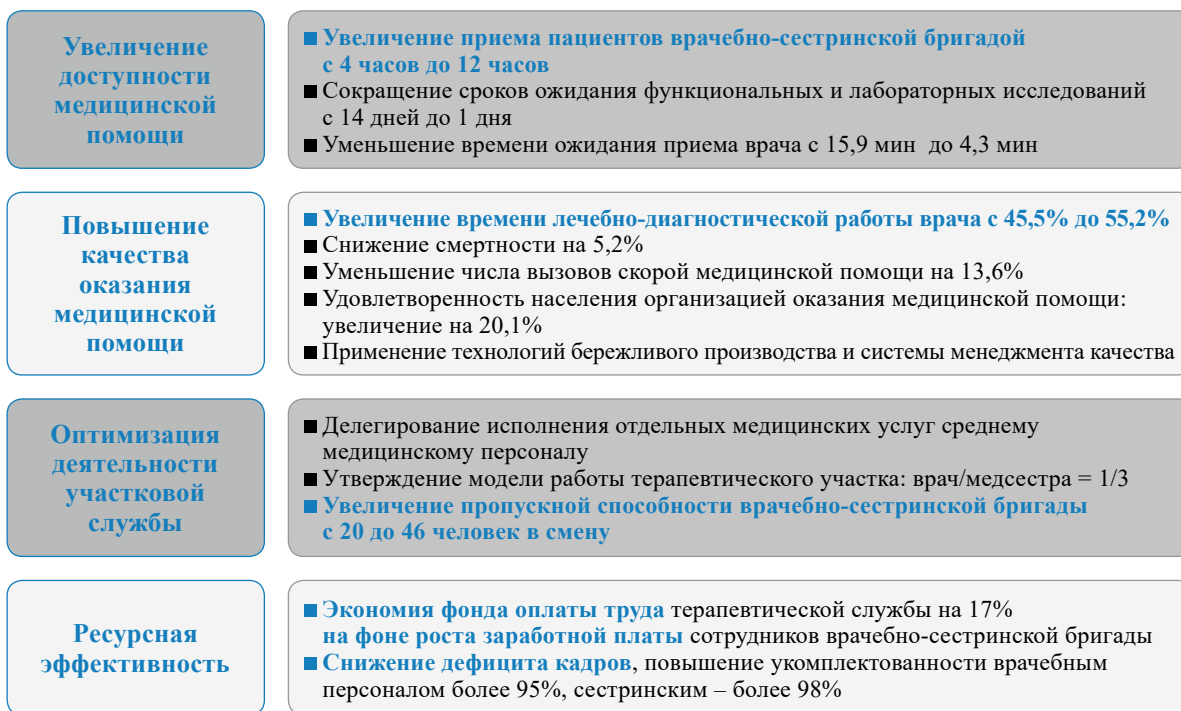 Увеличение
доступности
медицинской
помощи
■ Увеличение приема пациентов врачебно-сестринской бригадой
с 4 часов до 12 часов
■ Сокращение сроков ожидания функциональных и лабораторных исследований
с 14 дней до 1 дня
■ Уменьшение времени ожидания приема врача с 15,9 мин до 4,3 мин
Повышение
качества
оказания
медицинской
помощи
■ Увеличение времени лечебно-диагностической работы врача с 45,5% до 55,2%
■ Снижение смертности на 5,2%
■ Уменьшение числа вызовов скорой медицинской помощи на 13,6%
■ Удовлетворенность населения организацией оказания медицинской помощи:
увеличение на 20,1%
■ Применение технологий бережливого производства и системы менеджмента качества
Оптимизация
деятельности
участковой
службы
■ Делегирование исполнения отдельных медицинских услуг среднему
медицинскому персоналу
■ Утверждение модели работы терапевтического участка: врач/медсестра = 1/3
■ Увеличение пропускной способности врачебно-сестринской бригады
с 20 до 46 человек в смену
Ресурсная
эффективность
■ Экономия фонда оплаты труда терапевтической службы на 17%
на фоне роста заработной платы сотрудников врачебно-сестринской бригады
■ Снижение дефицита кадров, повышение укомплектованности врачебным
персоналом более 95%, сестринским – более 98%